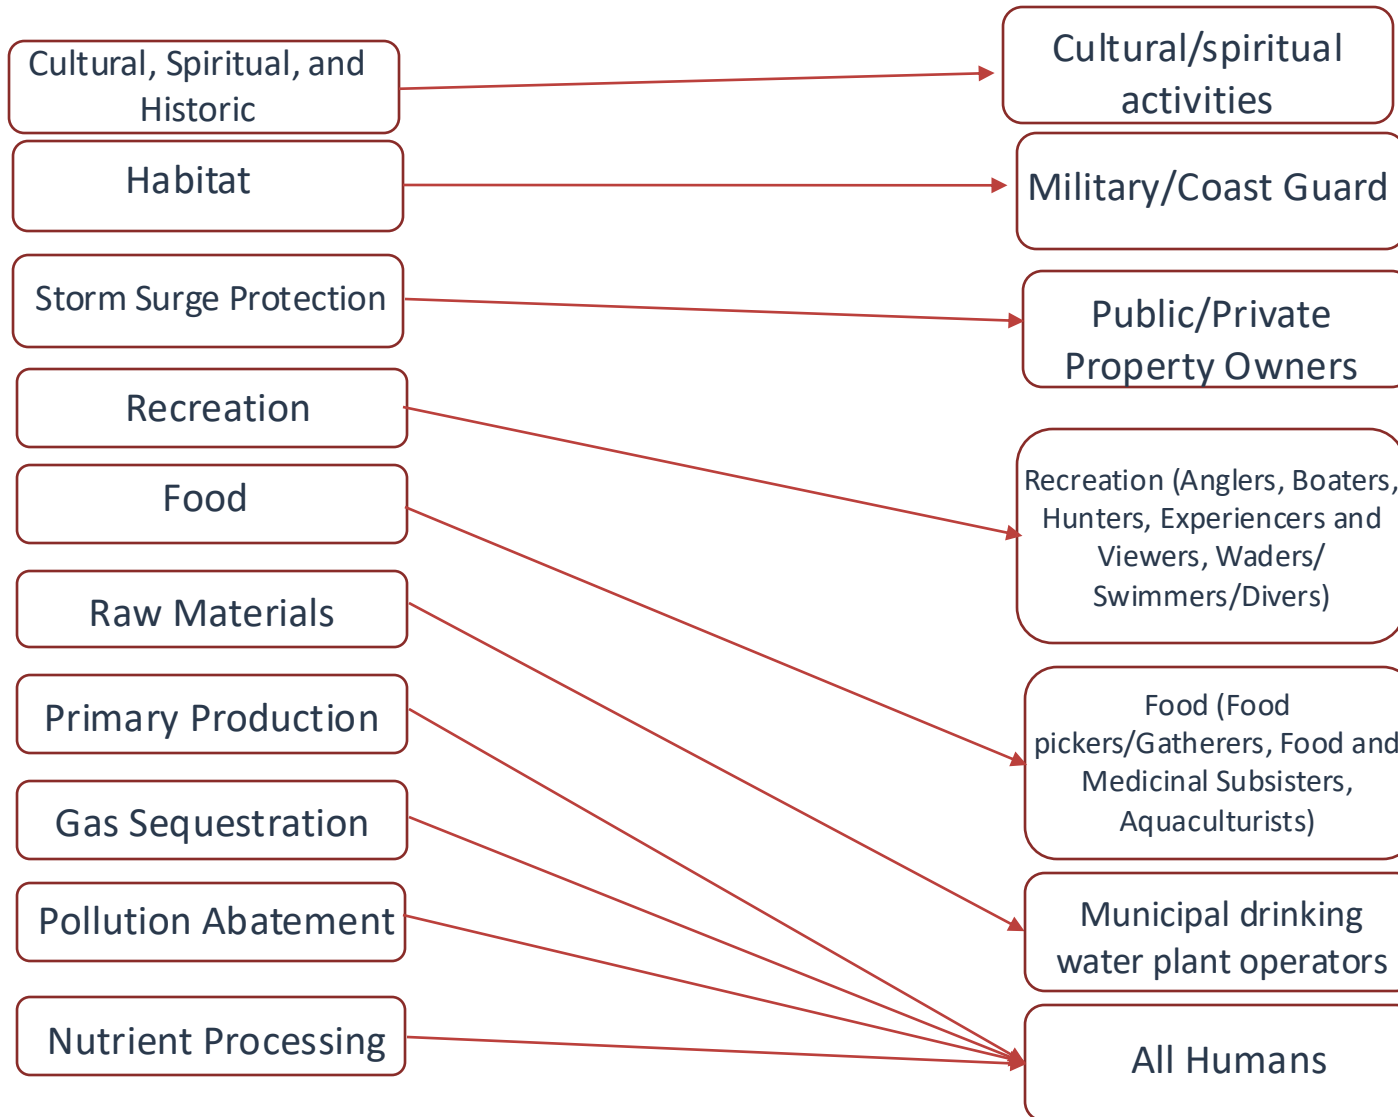 Cultural, Spiritual, and
Historic
Habitat
Storm Surge Protection
Recreation
Food
Raw Materials
Primary Production
Gas Sequestration
Pollution Abatement
Nutrient Processing
Cultural/spiritual
activities
Military/Coast Guard
Public/Private
Property Owners
Recreation (Anglers, Boaters,
Hunters, Experiencers and
Viewers, Waders/
Swimmers/Divers)
Food (Food
pickers/Gatherers, Food and
Medicinal Subsisters,
Aquaculturists)
Municipal drinking
water plant operators
All Humans